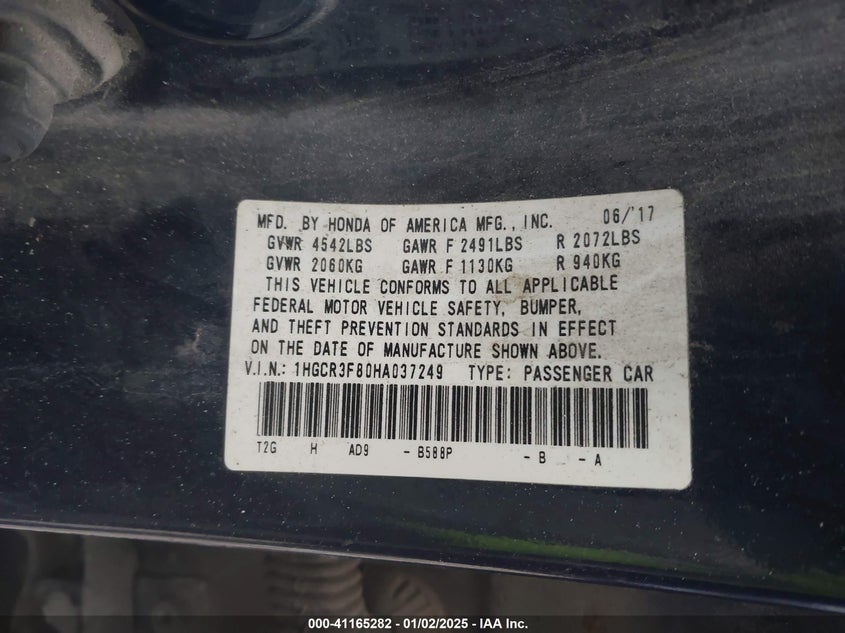 MFD. BY HONDA OF AMERICA MFG., INC. 06/'17
GVWR 4542LBS GAWR F 2491LBS R 2072LBS
GVWR 2060KG GAWR F 1130KG R 940KG
THIS VEHICLE CONFORMS TO ALL APPLICABLE
FEDERAL MOTOR VEHICLE SAFETY, BUMPER,
AND THEFT PREVENTION STANDARDS IN EFFECT
ON THE DATE OF MANUFACTURE SHOWN ABOVE.
V.I.N.: 1HGCR3F80HA037249 TYPE: PASSENGER CAR
T2G H AD9 - B588P - B - A
000-41165282 - 01/02/2025 - IAA Inc.